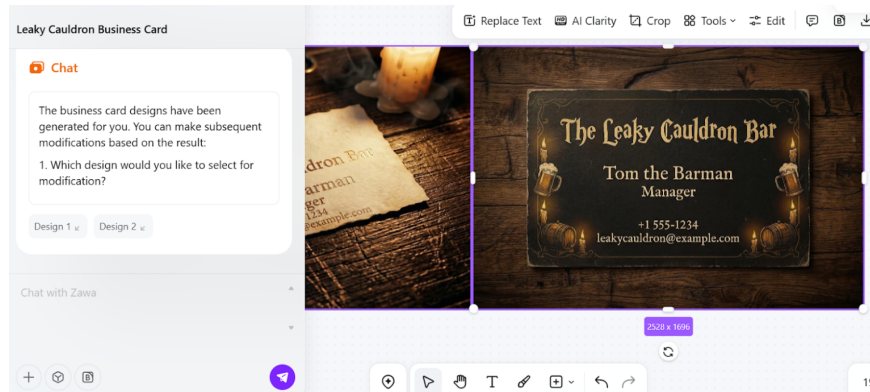 Leaky Cauldron Business Card
Chat
The business card designs have been
generated for you. You can make subsequent
modifications based on the result:
1. Which design would you like to select for
modification?
Design 1
Design 2
Chat with Zawa
Replace Text
AI Clarity
Crop
Tools
Edit
dron Bar
arman
ger
1234
example.com
The Leaky Cauldron Bar
Tom the Barman
Manager
+1 555-1234
leakycauldron@example.com
2528 x 1696